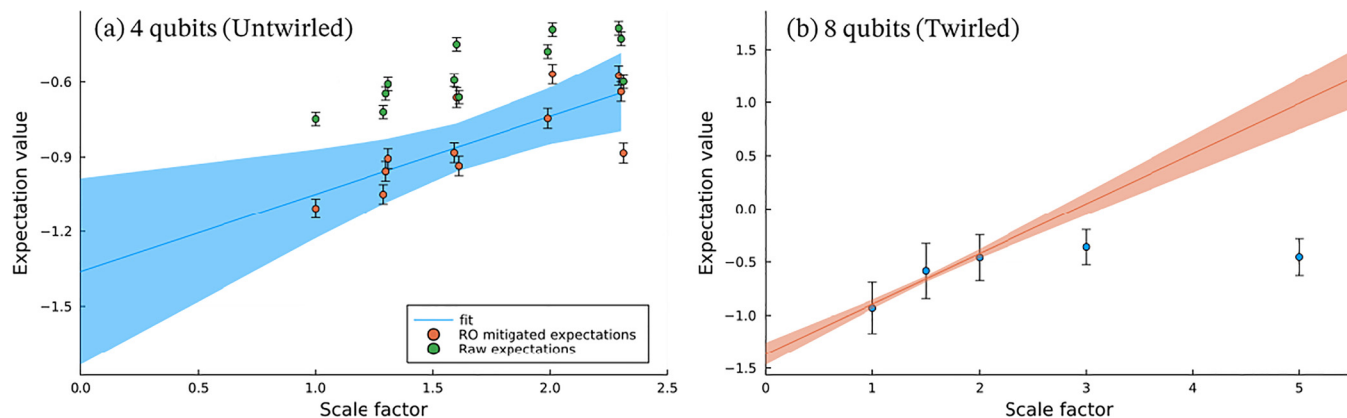 (a) 4 qubits (Untwirled)
Expectation value
−0.6
−0.9
−1.2
−1.5
0.0 0.5 1.0 1.5 2.0 2.5
Scale factor
fit
RO mitigated expectations
Raw expectations
(b) 8 qubits (Twirled)
Expectation value
1.5
1.0
0.5
0.0
−0.5
−1.0
−1.5
0 1 2 3 4 5
Scale factor